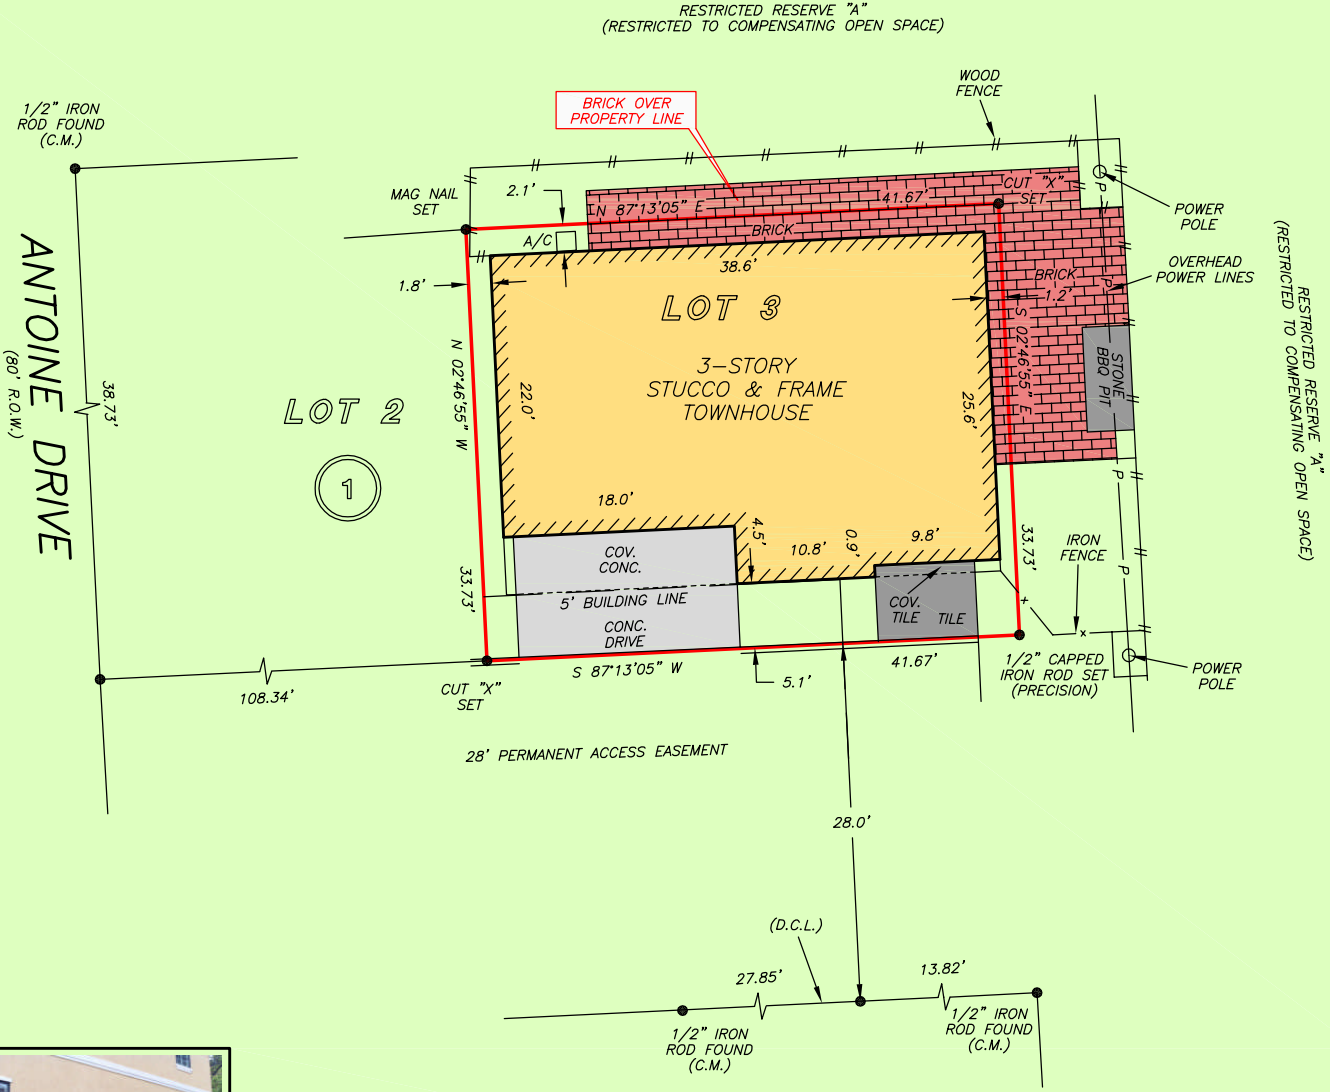 RESTRICTED RESERVE "A"
(RESTRICTED TO COMPENSATING OPEN SPACE)
WOOD
FENCE
BRICK OVER
PROPERTY LINE
1/2" IRON
ROD FOUND
(C.M.)
MAG NAIL
SET
2.1'
N 87°13'05" E
41.67'
CUT "X"
SET
P
POWER
POLE
A/C
BRICK
38.6'
BRICK
OVERHEAD
POWER LINES
P
1.8'
1.2'
LOT 3
3-STORY
STUCCO & FRAME
TOWNHOUSE
N 02°46'55" W
22.0'
25.6'
S 02°46'55" E
STONE
BBQ PIT
RESTRICTED RESERVE "A"
(RESTRICTED TO COMPENSATING OPEN SPACE)
ANTOINE DRIVE
(80' R.O.W.)
38.73'
LOT 2
1
18.0'
4.5'
10.8'
0.9'
9.8'
P
33.73'
IRON
FENCE
P
COV.
CONC.
33.73'
5' BUILDING LINE
CONC.
DRIVE
COV.
TILE
TILE
S 87°13'05" W
5.1'
41.67'
1/2" CAPPED
IRON ROD SET
(PRECISION)
POWER
POLE
108.34'
CUT "X"
SET
28' PERMANENT ACCESS EASEMENT
28.0'
(D.C.L.)
27.85'
13.82'
1/2" IRON
ROD FOUND
(C.M.)
1/2" IRON
ROD FOUND
(C.M.)